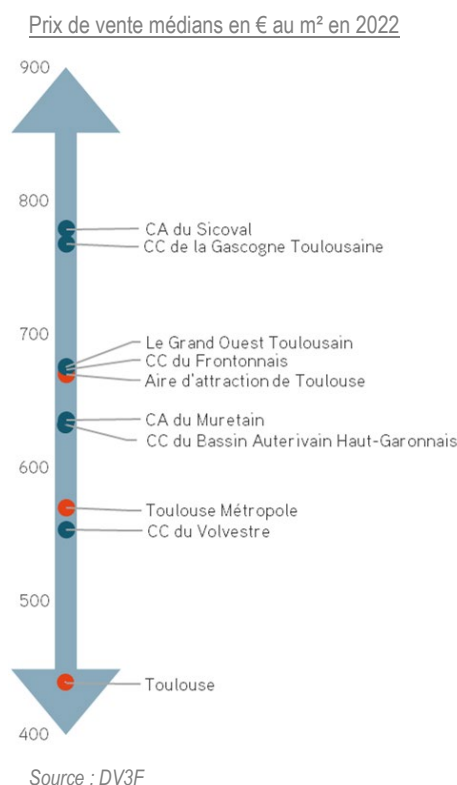 Prix de vente médians en € au m² en 2022
900
800
CA du Sicoval
CC de la Gascogne Toulousaine
700
Le Grand Ouest Toulousain
CC du Frontonnais
Aire d'attraction de Toulouse
CA du Muretain
CC du Bassin Auterivain Haut-Garonnais
600
Toulouse Métropole
CC du Volvestre
500
Toulouse
400
Source : DV3F